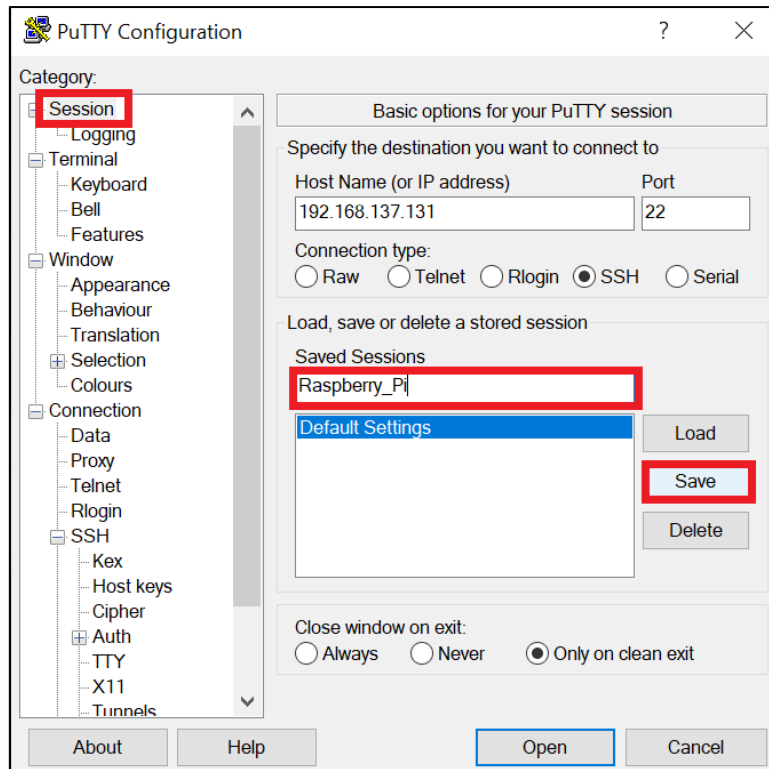 PuTTY Configuration
?
Category:
Session
Logging
Terminal
Keyboard
Bell
Features
Window
Appearance
Behaviour
Translation
Selection
Colours
Connection
Data
Proxy
Telnet
Rlogin
SSH
Kex
Host keys
Cipher
Auth
TTY
X11
Tunnels
Basic options for your PuTTY session
Specify the destination you want to connect to
Host Name (or IP address) Port
192.168.137.131 22
Connection type:
Raw Telnet Rlogin SSH Serial
Load, save or delete a stored session
Saved Sessions
Raspberry_Pi
Default Settings
Load
Save
Delete
Close window on exit:
Always Never Only on clean exit
About Help Open Cancel